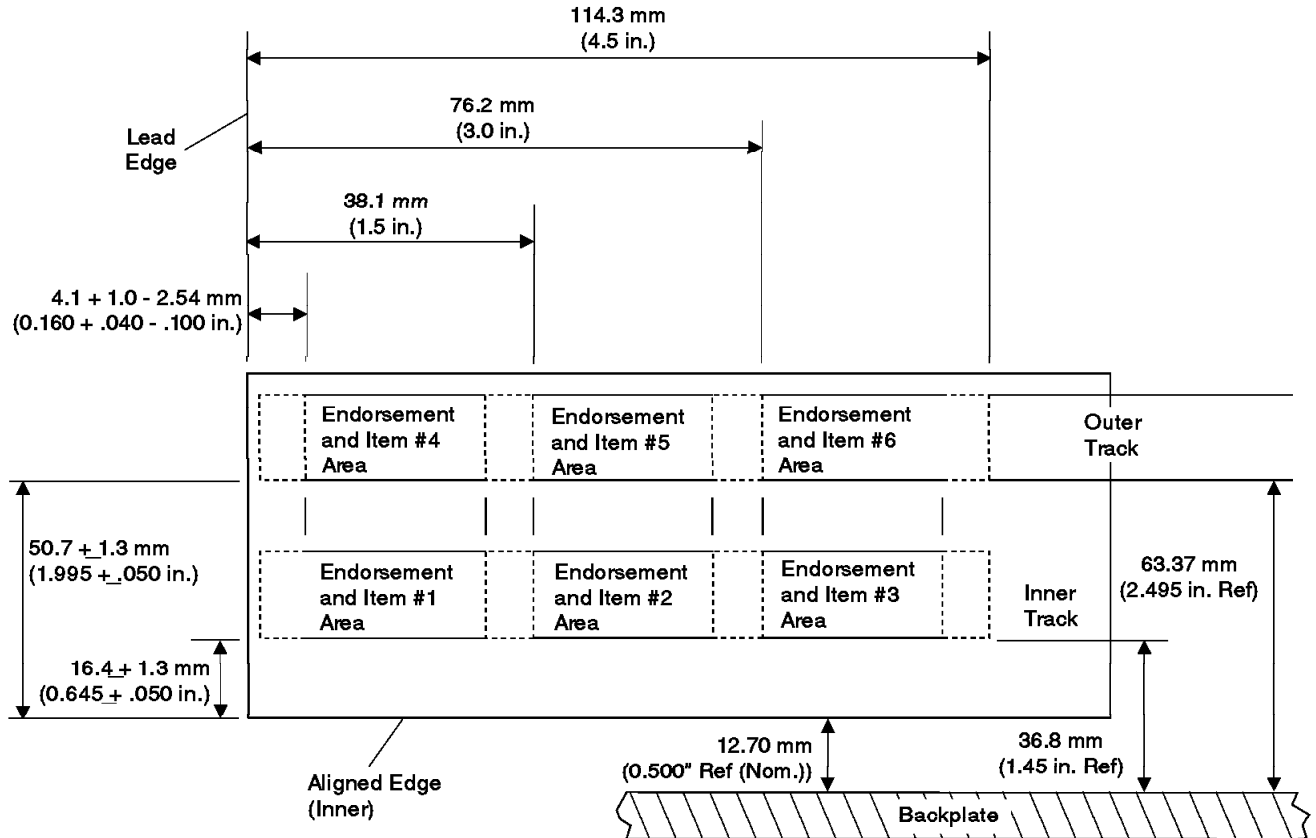 114.3 mm
(4.5 in.)
76.2 mm
(3.0 in.)
Lead
Edge
38.1 mm
(1.5 in.)
4.1 + 1.0 - 2.54 mm
(0.160 + .040 - .100 in.)
Endorsement
and Item #4
Area
Endorsement
and Item #5
Area
Endorsement
and Item #6
Area
Outer
Track
50.7 ± 1.3 mm
(1.995 ± .050 in.)
63.37 mm
(2.495 in. Ref)
Endorsement
and Item #1
Area
Endorsement
and Item #2
Area
Endorsement
and Item #3
Area
Inner
Track
16.4 ± 1.3 mm
(0.645 ± .050 in.)
12.70 mm
(0.500" Ref (Nom.))
36.8 mm
(1.45 in. Ref)
Aligned Edge
(Inner)
Backplate